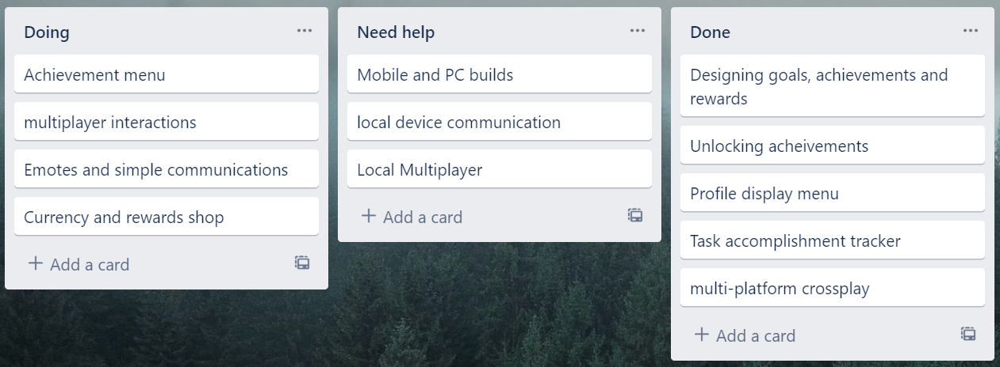 Doing
Achievement menu
multiplayer interactions
Emotes and simple communications
Currency and rewards shop
Add a card
Need help
Mobile and PC builds
local device communication
Local Multiplayer
Add a card
Done
Designing goals, achievements and
rewards
Unlocking acheivements
Profile display menu
Task accomplishment tracker
multi-platform crossplay
Add a card